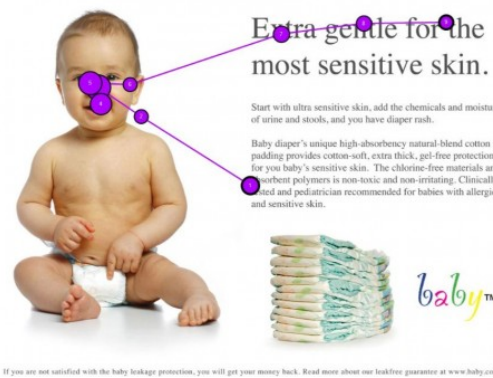 Extra gentle for the
most sensitive skin.
Start with ultra sensitive skin, add the chemicals and moistu
of urine and stools, and you have diaper rash.
Baby diaper's unique high-absorbency natural-blend cotton
padding provides cotton-soft, extra thick, gel-free protection
for you baby's sensitive skin. The chlorine-free materials an
absorbent polymers is non-toxic and non-irritating. Clinicall
tested and pediatrician recommended for babies with allergi
and sensitive skin.
baby™
If you are not satisfied with the baby leakage protection, you will get your money back. Read more about our leakfree guarantee at www.baby.co